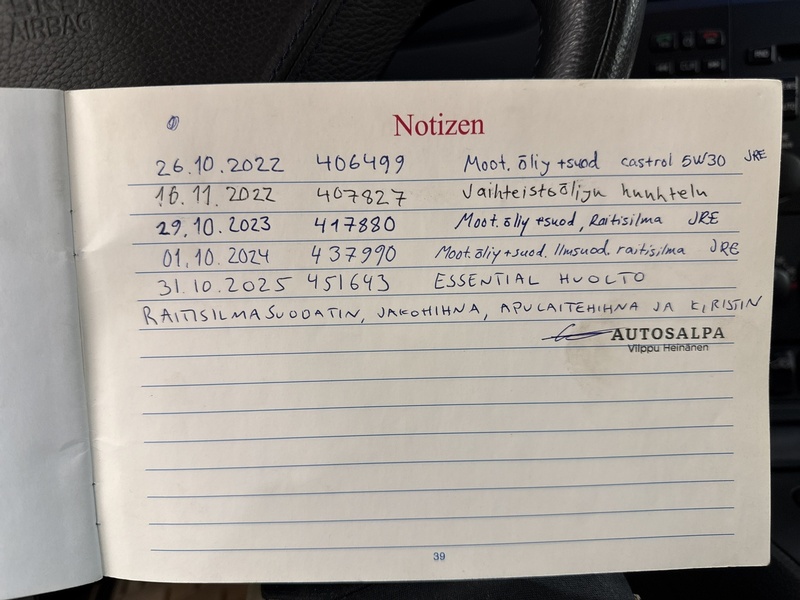 AIRBAG
Notizen
26.10.2022 406499 Moot. öljy +suod castrol 5W30 JRE
16.11.2022 407827 Vaihteistoöljyn huuhtelu
29.10.2023 417880 Moot. öljy +suod, Raitisilma JRE
01.10.2024 437990 Moot. öljy +suod. Ilmsuod. raitisilma JRE
31.10.2025 451643 ESSENTIAL HUOLTO
RAITISILMASUODATIN, JAKOHIHNA, APULAITEHIHNA JA KIRISTIN
AUTOSALPA
Vilppu Heinänen
39